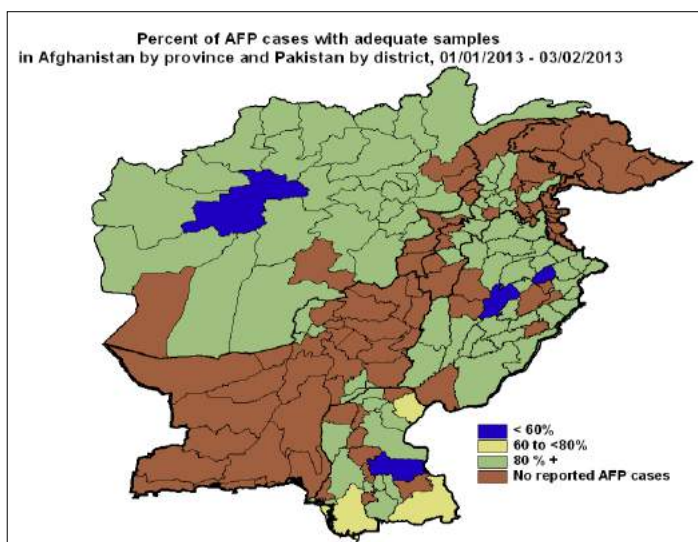 Percent of AFP cases with adequate samples
in Afghanistan by province and Pakistan by district, 01/01/2013 - 03/02/2013
< 60%
60 to <80%
80 % +
No reported AFP cases